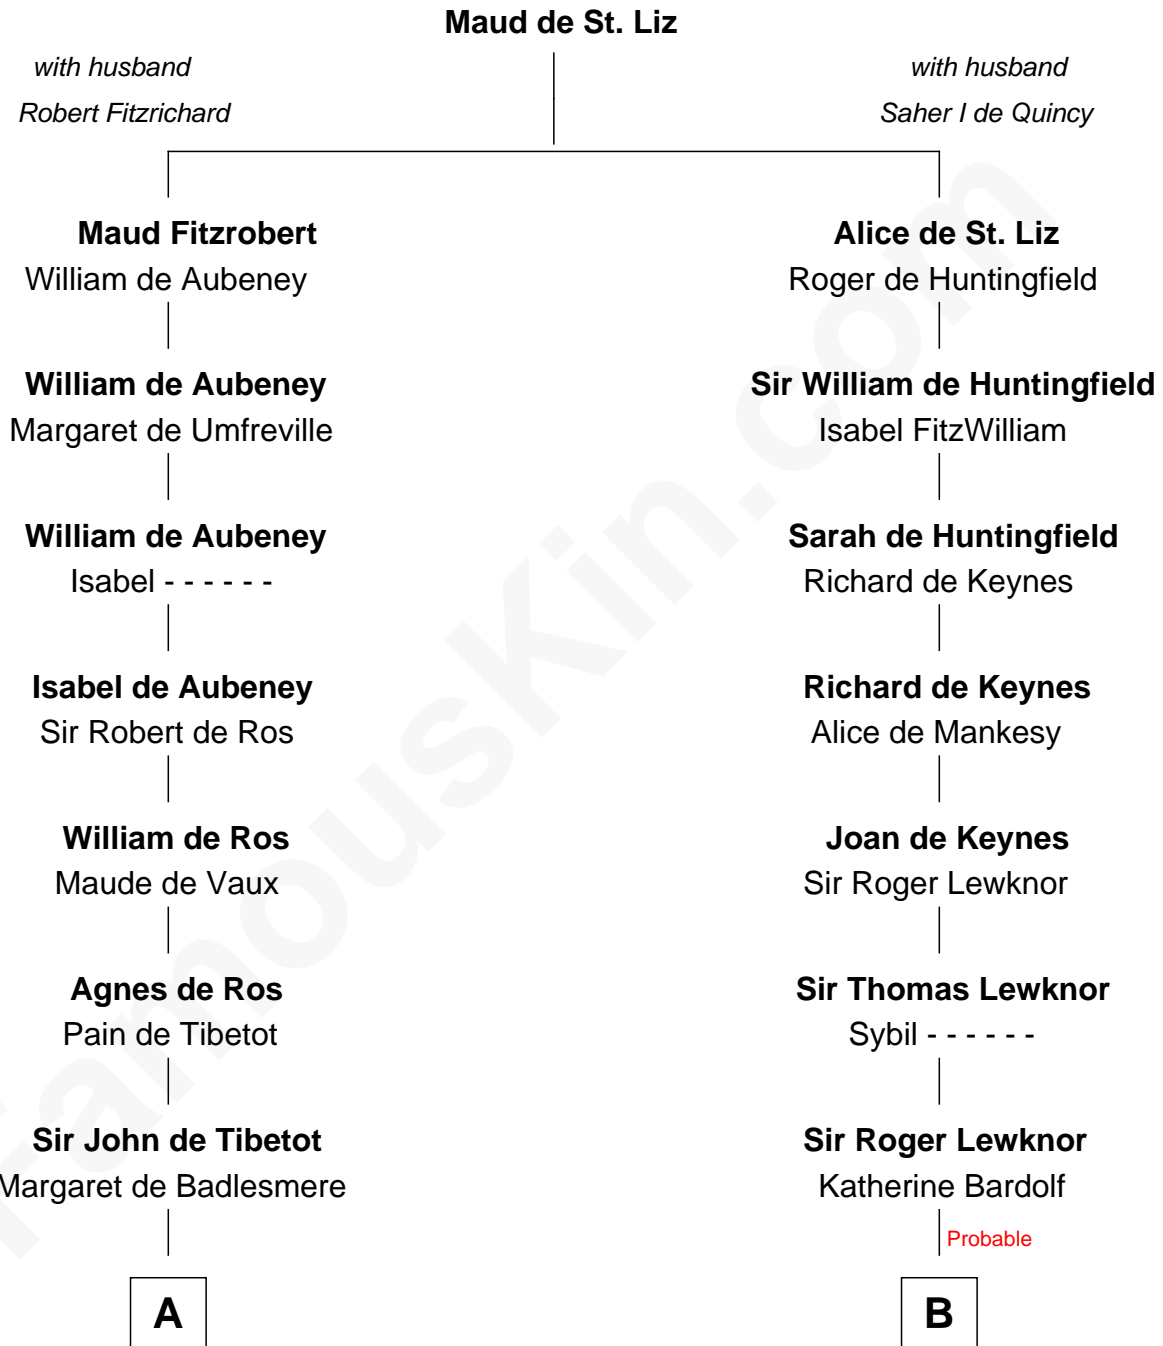 Maud de St. Liz
with husband
Robert Fitzrichard
with husband
Saher I de Quincy
Maud Fitzrobert
William de Aubeney
Alice de St. Liz
Roger de Huntingfield
William de Aubeney
Margaret de Umfreville
Sir William de Huntingfield
Isabel FitzWilliam
William de Aubeney
Isabel - - - - - -
Sarah de Huntingfield
Richard de Keynes
Isabel de Aubeney
Sir Robert de Ros
Richard de Keynes
Alice de Mankesy
William de Ros
Maude de Vaux
Joan de Keynes
Sir Roger Lewknor
Agnes de Ros
Pain de Tibetot
Sir Thomas Lewknor
Sybil - - - - - -
Sir John de Tibetot
Margaret de Badlesmere
Sir Roger Lewknor
Katherine Bardolf
Probable
A
B
FamousKin.com